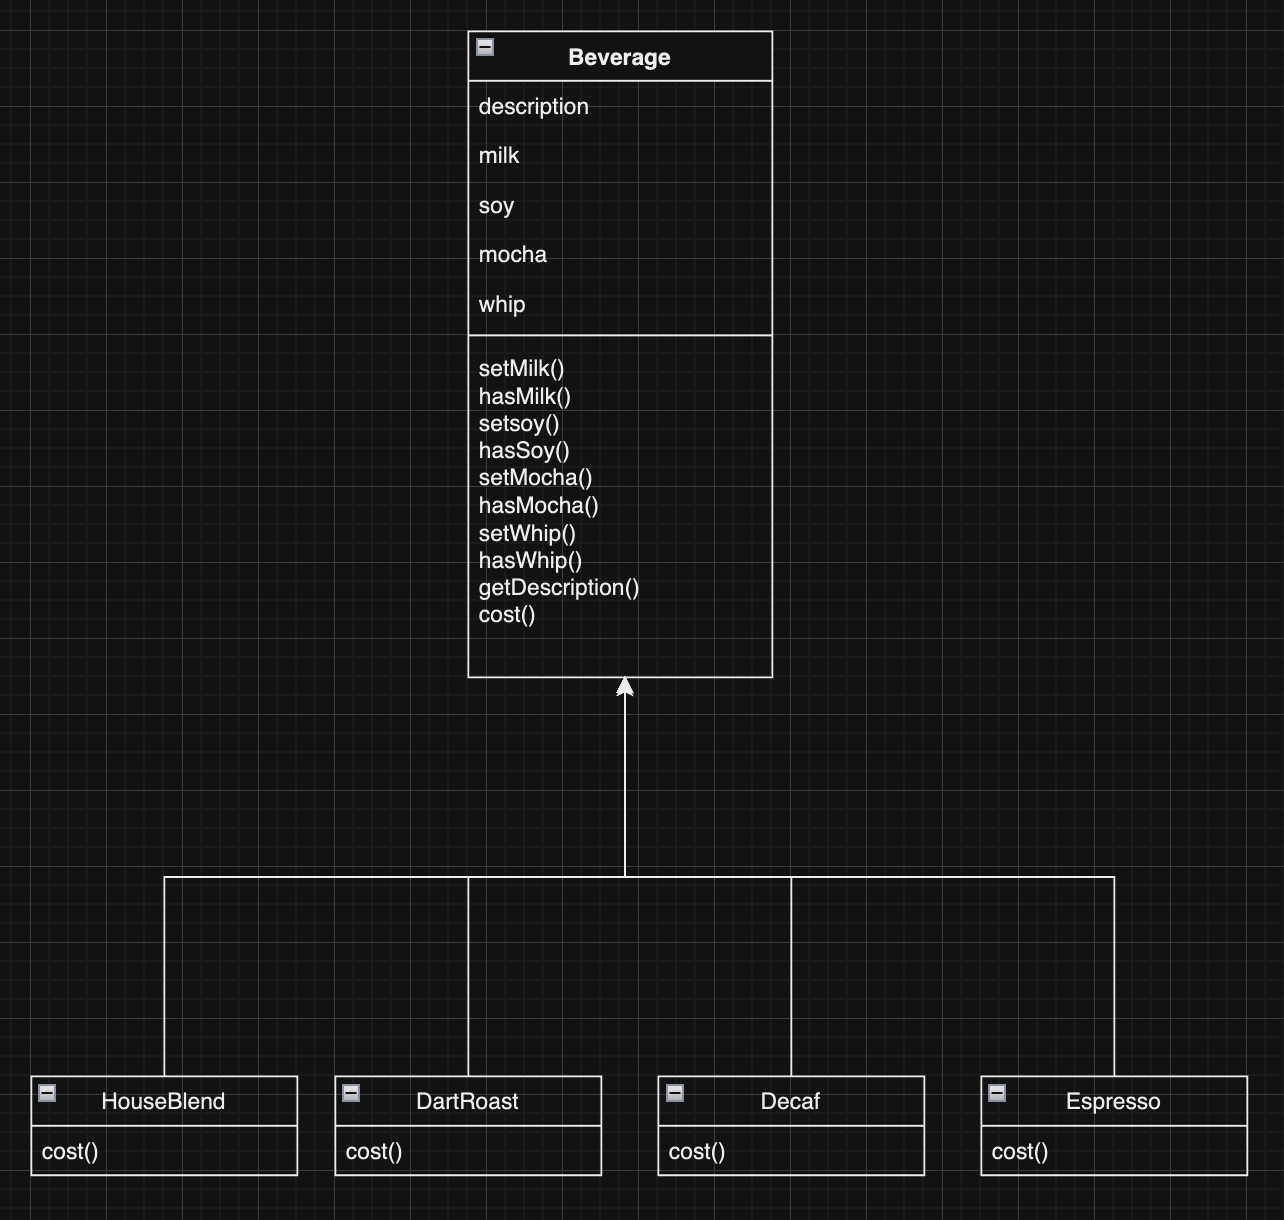 Beverage
description
milk
soy
mocha
whip
setMilk()
hasMilk()
setsoy()
hasSoy()
setMocha()
hasMocha()
setWhip()
hasWhip()
getDescription()
cost()
HouseBlend
cost()
DartRoast
cost()
Decaf
cost()
Espresso
cost()